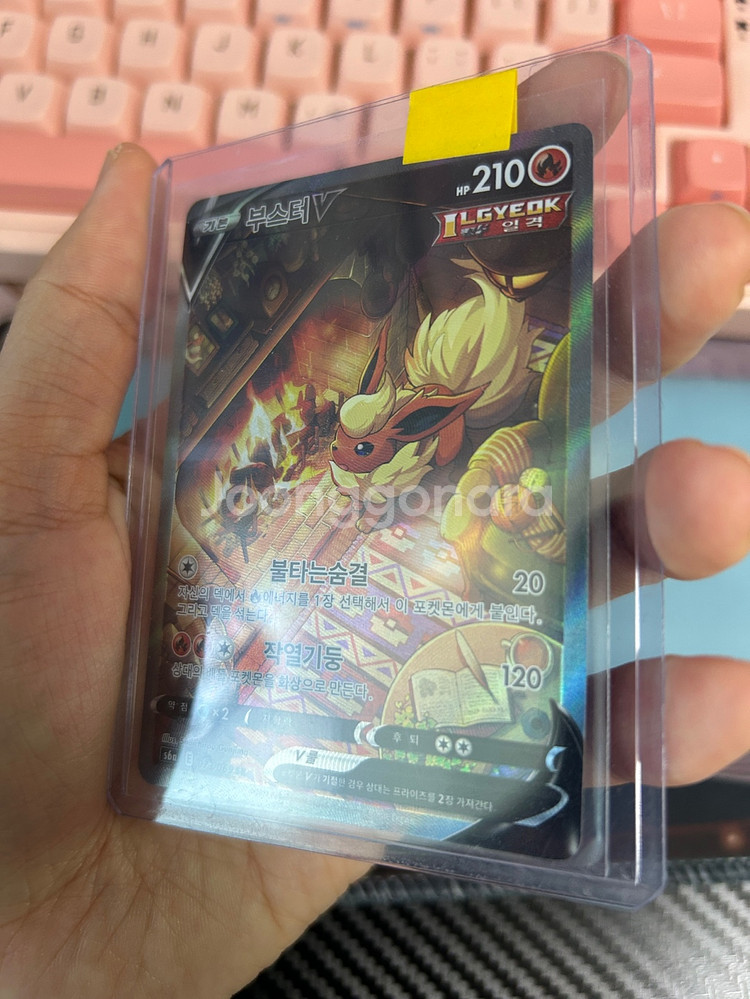 F G H J K L
V B N M
기본 부스터V
HP 210
ILGYEOK
일격
Joonggonara
불타는숨결 20
자신의 덱에서 에너지를 1장 선택해서 이 포켓몬에게 붙인다.
그리고 덱을 섞는다.
작열기둥 120
상대의 배틀 포켓몬을 화상으로 만든다.
약점 ×2
저항력
후퇴
V룰
기절한 경우 상대는 프라이즈를 2장 가져간다.
s6a E